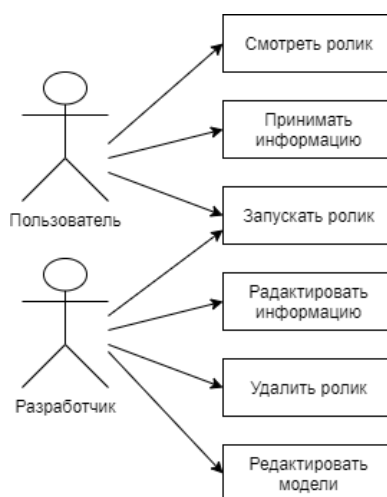 Смотреть ролик
Принимать
информацию
Пользователь
Запускать ролик
Радактировать
информацию
Удалить ролик
Разработчик
Редактировать
модели